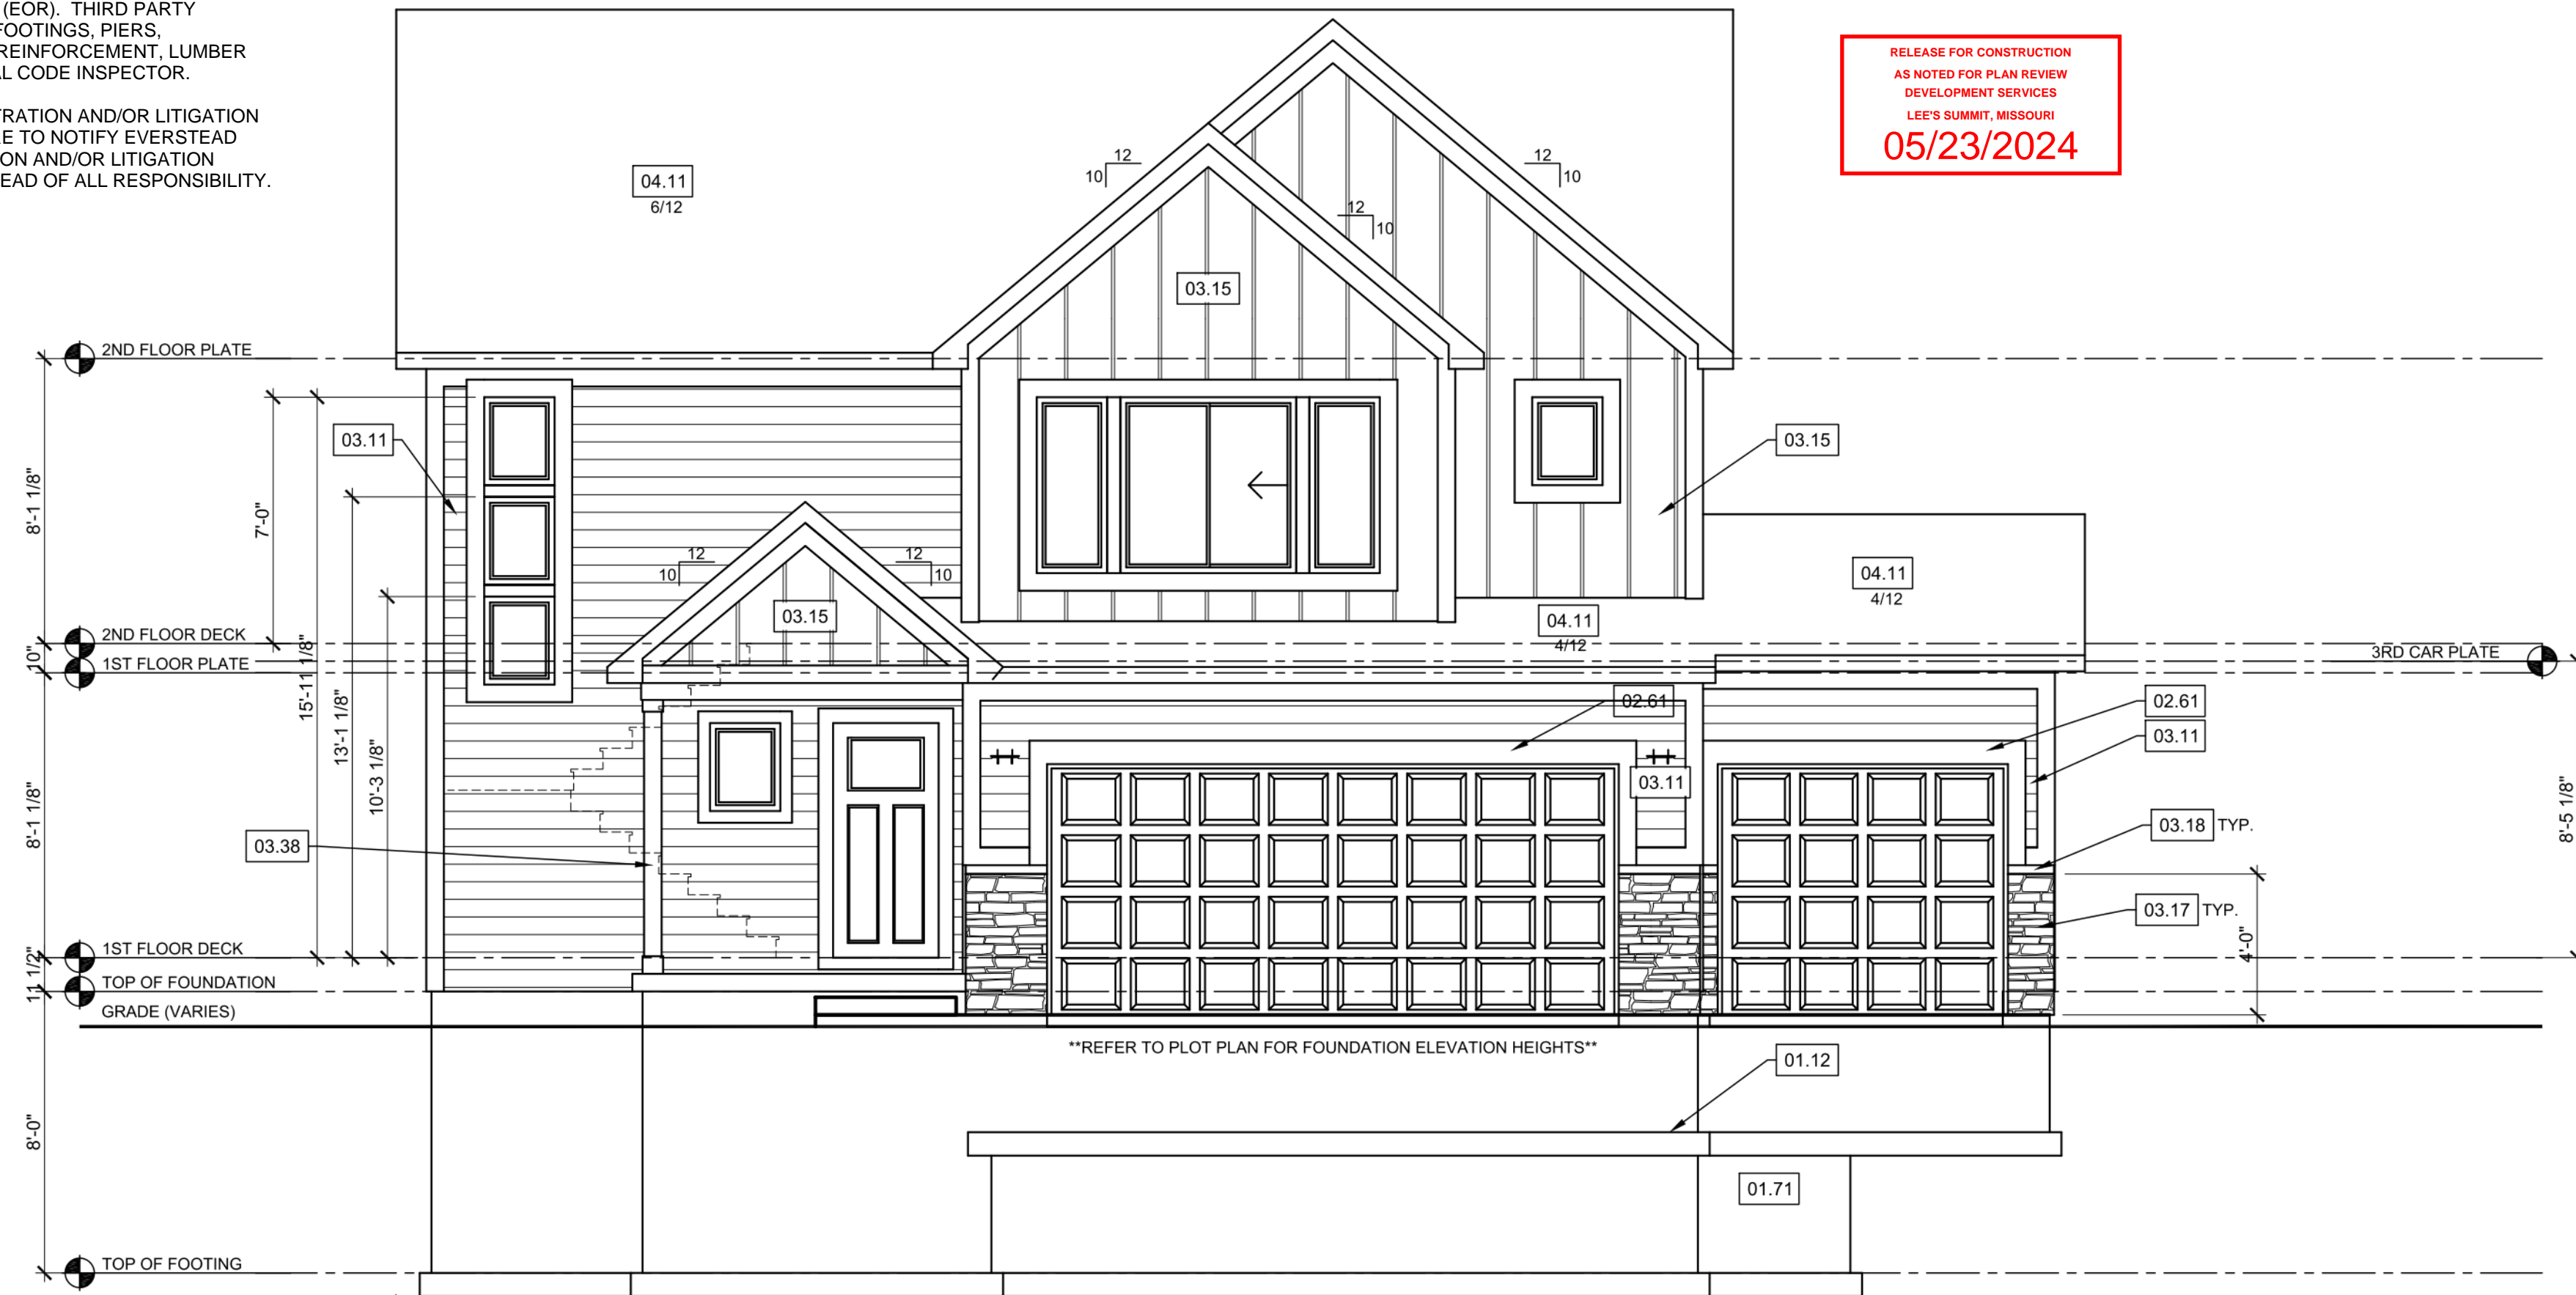 (EOR). THIRD PARTY
FOOTINGS, PIERS,
REINFORCEMENT, LUMBER
AL CODE INSPECTOR.
TRATION AND/OR LITIGATION
RE TO NOTIFY EVERSTEAD
ION AND/OR LITIGATION
EAD OF ALL RESPONSIBILITY.
RELEASE FOR CONSTRUCTION
AS NOTED FOR PLAN REVIEW
DEVELOPMENT SERVICES
LEE'S SUMMIT, MISSOURI
05/23/2024
04.11
6/12
12
10
12
10
12
10
03.15
2ND FLOOR PLATE
03.11
03.15
8'-1 1/8"
7'-0"
12
10
12
10
03.15
04.11
4/12
04.11
4/12
2ND FLOOR DECK
10"
1ST FLOOR PLATE
3RD CAR PLATE
15'-11 1/8"
13'-1 1/8"
10'-3 1/8"
02.61
02.61
03.11
03.11
8'-1 1/8"
8'-5 1/8"
03.38
03.18 TYP.
03.17 TYP.
4'-0"
1ST FLOOR DECK
11 1/2"
TOP OF FOUNDATION
GRADE (VARIES)
**REFER TO PLOT PLAN FOR FOUNDATION ELEVATION HEIGHTS**
01.12
8'-0"
01.71
TOP OF FOOTING